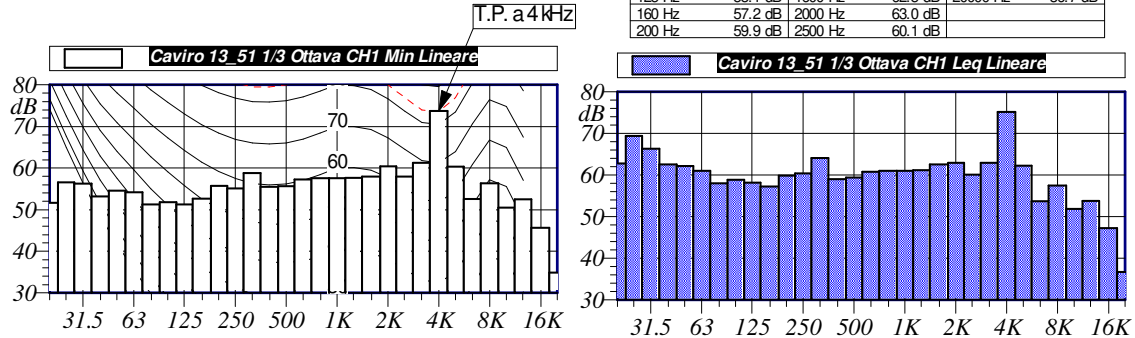 T.P. a 4 kHz
160 Hz 57.2 dB 2000 Hz 63.0 dB
200 Hz 59.9 dB 2500 Hz 60.1 dB
Caviro 13_51 1/3 Ottava CH1 Min Lineare
80
dB
70
60
50
40
30
70
60
31.5 63 125 250 500 1K 2K 4K 8K 16K
Caviro 13_51 1/3 Ottava CH1 Leq Lineare
80
dB
70
60
50
40
30
31.5 63 125 250 500 1K 2K 4K 8K 16K